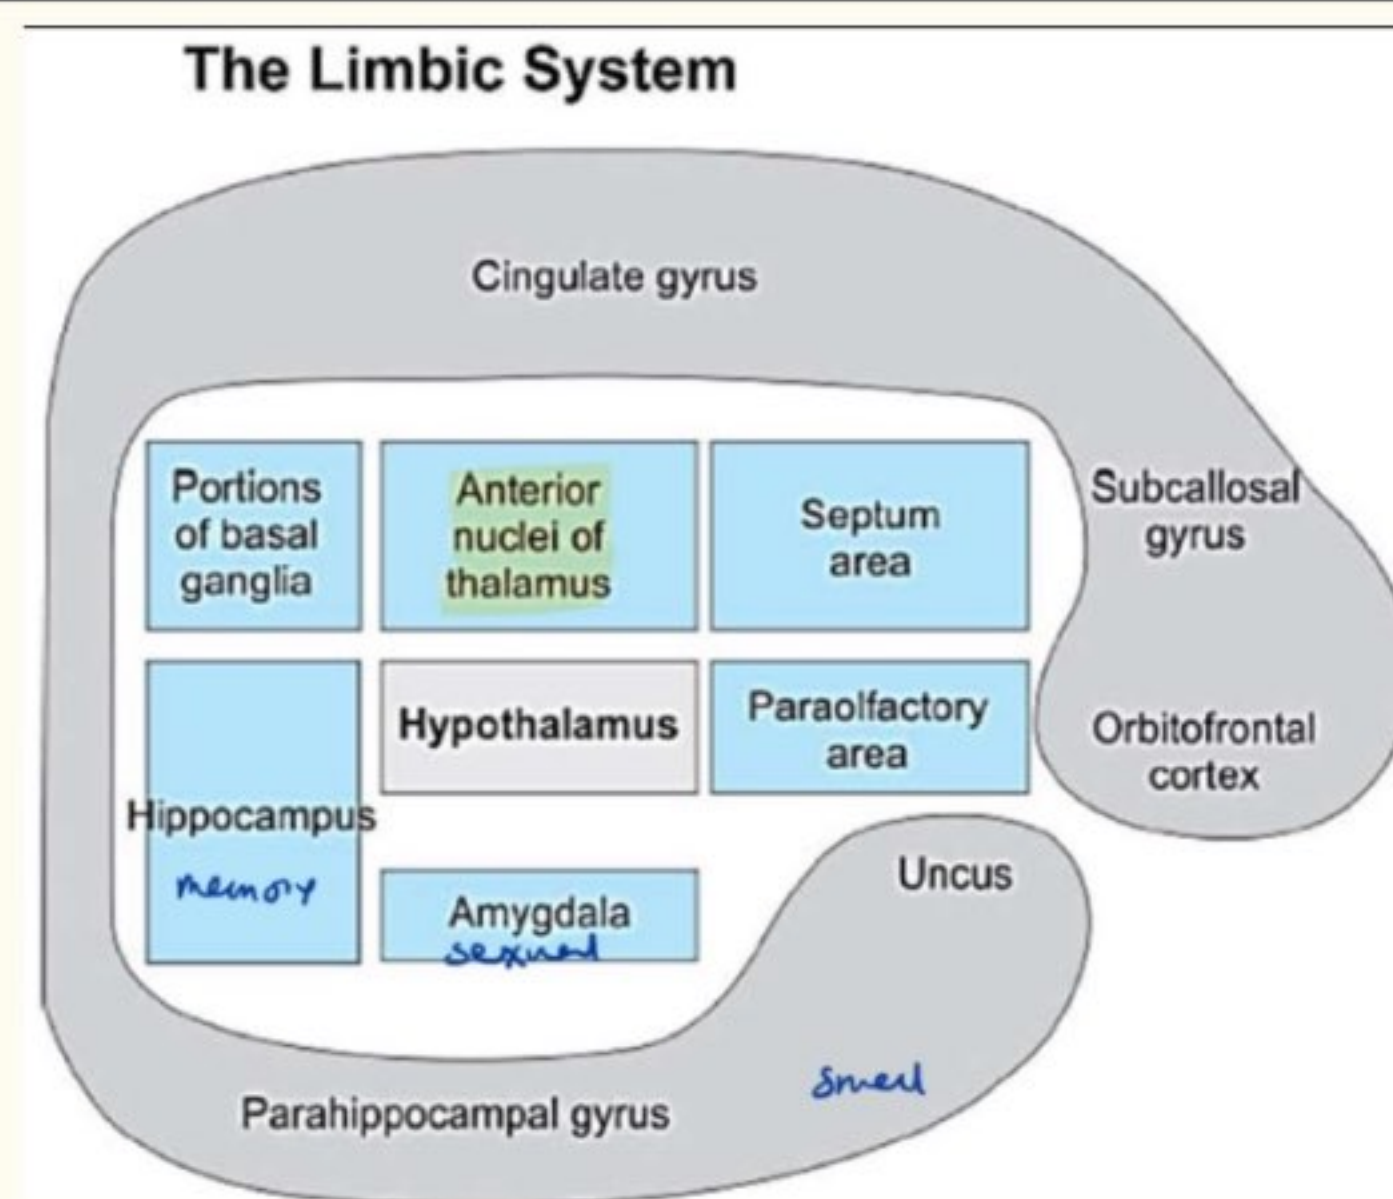 The Limbic System
Cingulate gyrus
Portions
of basal
ganglia
Anterior
nuclei of
thalamus
Septum
area
Subcallosal
gyrus
Hippocampus
memory
Hypothalamus
Paraolfactory
area
Orbitofrontal
cortex
Amygdala
sexual
Uncus
smell
Parahippocampal gyrus